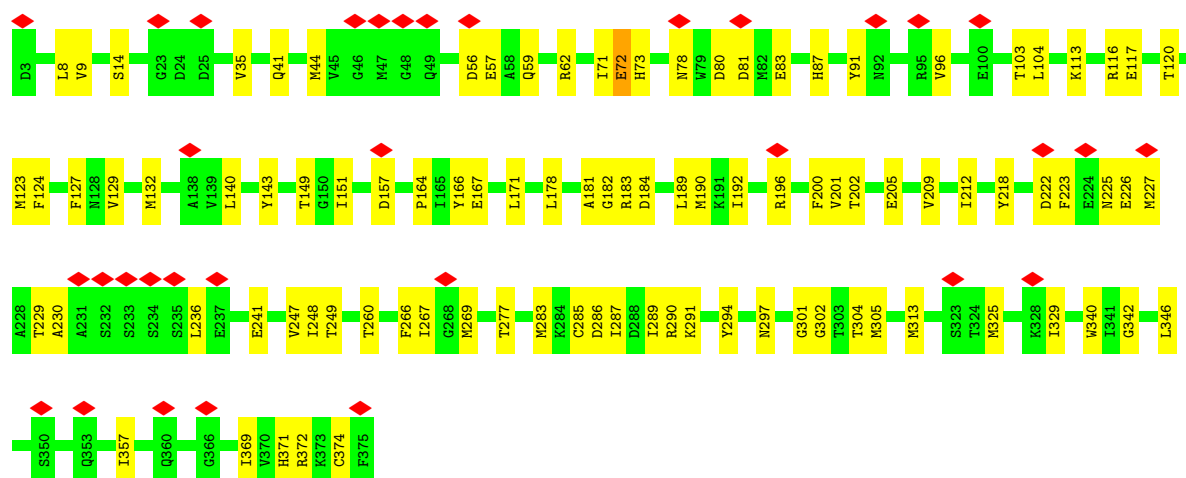 D3 L8 V9 S14 G23 D24 D25 V35 Q41 M44 V45 G46 M47 G48 Q49 D56 E57 A58 Q59 R62 I71 E72 H73 N78 W79 D80 D81 M82 E83 H87 Y91 N92 R95 V96 E100 T103 L104 K113 R116 E117 T120
M123 F124 F127 N128 V129 M132 A138 V139 L140 Y143 T149 G150 I151 D157 P164 I165 Y166 E167 L171 L178 A181 G182 R183 D184 L189 M190 K191 I192 R196 F200 V201 T202 E205 V209 I212 Y218 D222 F223 E224 N225 E226 M227
A228 T229 A230 A231 S232 S233 S234 S235 L236 E237 E241 V247 I248 T249 T260 F266 I267 G268 M269 T277 M283 K284 C285 D286 I287 D288 I289 R290 K291 Y294 N297 G301 G302 T303 T304 M305 M313 S323 T324 M325 K328 I329 W340 I341 G342 L346
S350 Q353 I357 Q360 G366 I369 V370 H371 R372 K373 C374 F375